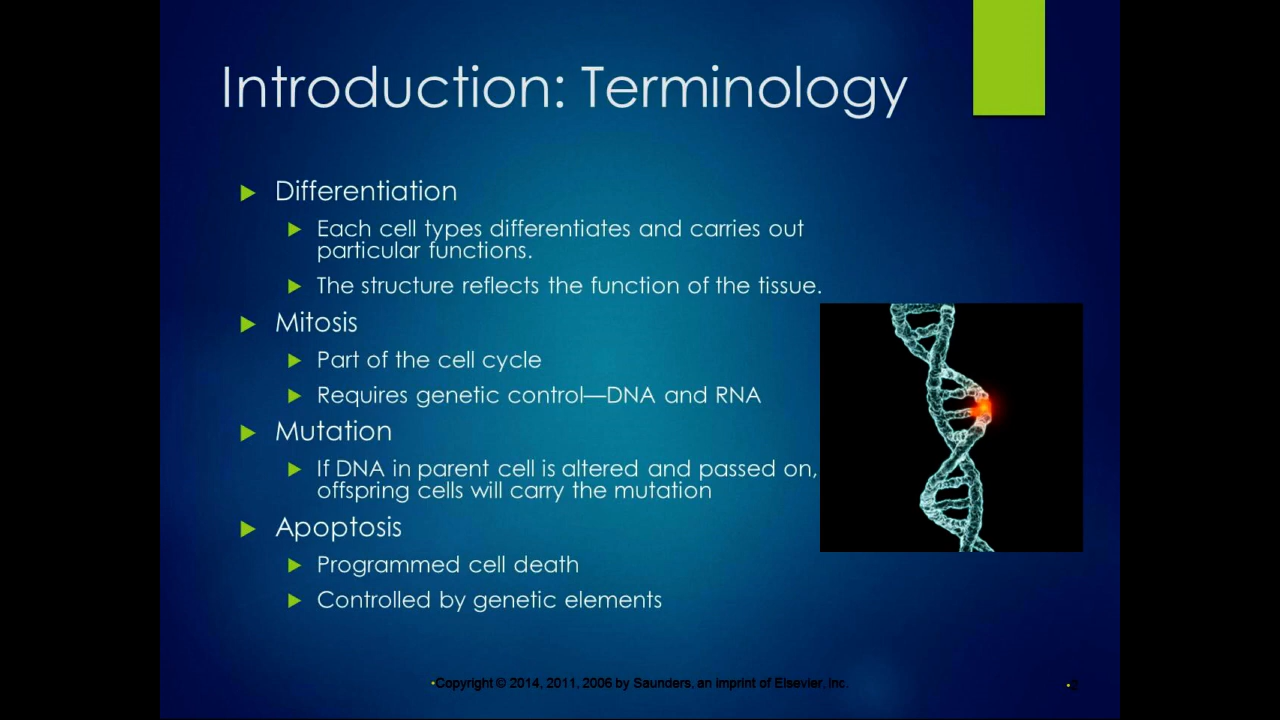 Introduction: Terminology
Differentiation
Each cell types differentiates and carries out
particular functions.
The structure reflects the function of the tissue.
Mitosis
Part of the cell cycle
Requires genetic control—DNA and RNA
Mutation
If DNA in parent cell is altered and passed on,
offspring cells will carry the mutation
Apoptosis
Programmed cell death
Controlled by genetic elements
•Copyright © 2014, 2011, 2006 by Saunders, an imprint of Elsevier, Inc.